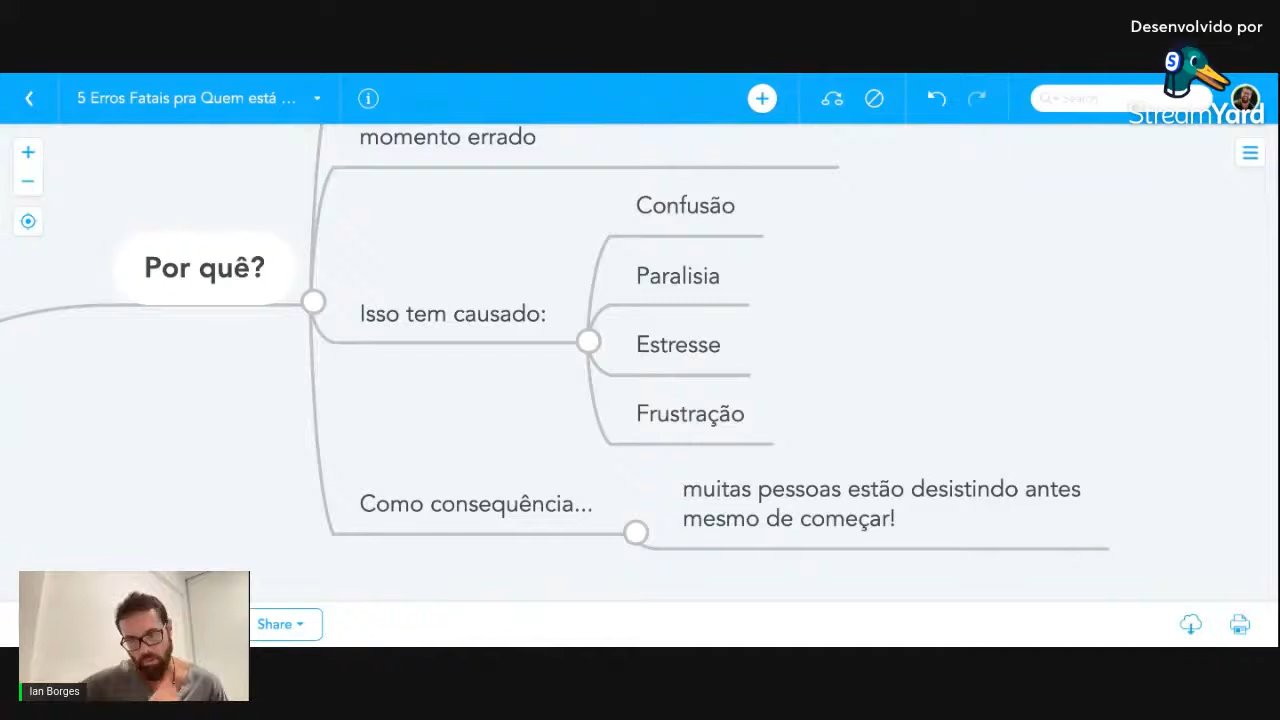 Desenvolvido por
StreamYard
5 Erros Fatais pra Quem está ...
Search
momento errado
Por quê?
Isso tem causado:
Confusão
Paralisia
Estresse
Frustração
Como consequência...
muitas pessoas estão desistindo antes
mesmo de começar!
Share
Ian Borges